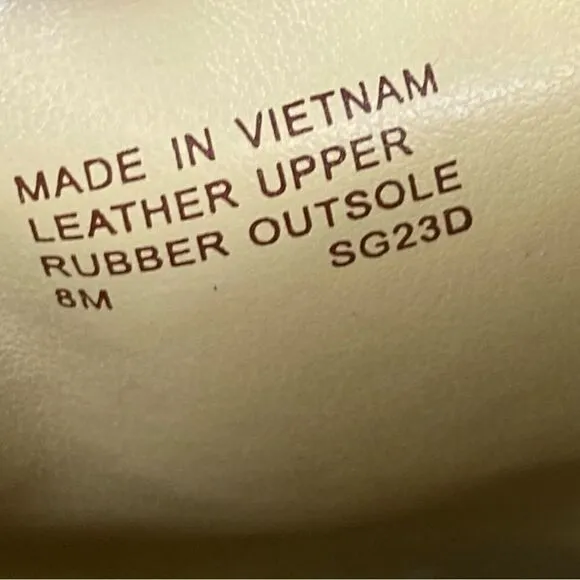 MADE IN VIETNAM
LEATHER UPPER
RUBBER OUTSOLE
8M SG23D